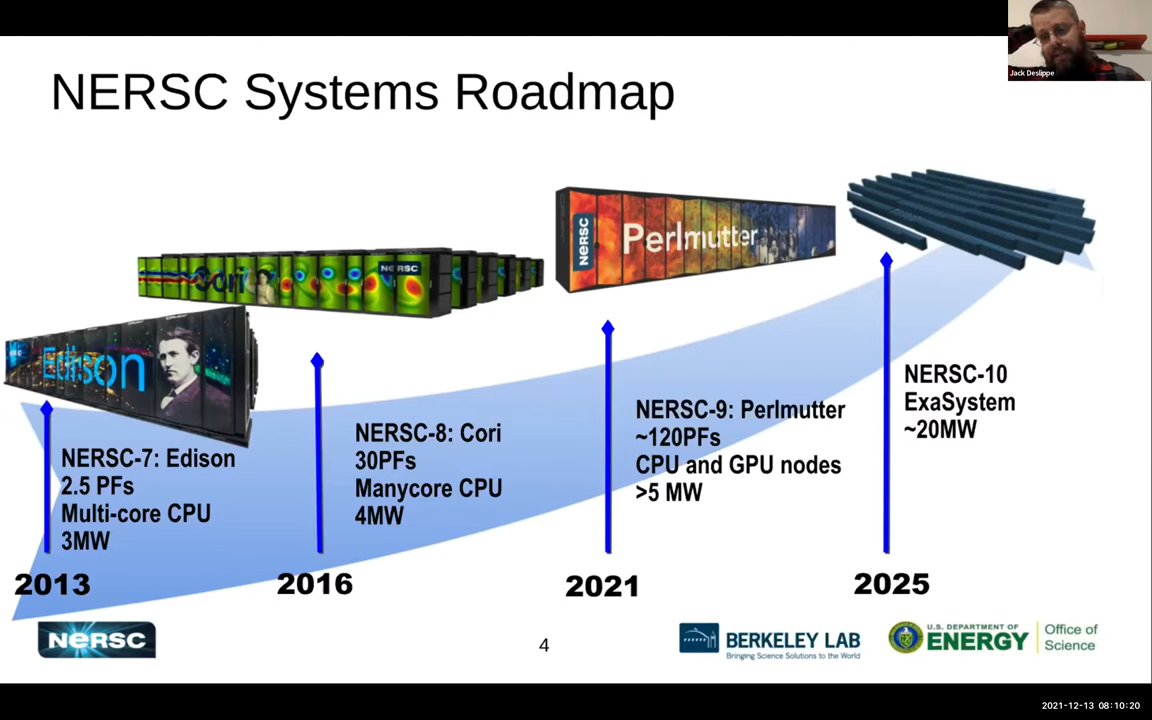 Jack Deslippe
NERSC Systems Roadmap
Edison
Cori
NERSC
NERSC
Perlmutter
NERSC-7: Edison
2.5 PFs
Multi-core CPU
3MW
NERSC-8: Cori
30PFs
Manycore CPU
4MW
NERSC-9: Perlmutter
~120PFs
CPU and GPU nodes
>5 MW
NERSC-10
ExaSystem
~20MW
2013
2016
2021
2025
NERSC
4
BERKELEY LAB
Bringing Science Solutions to the World
U.S. DEPARTMENT OF
ENERGY
Office of
Science
2021-12-13 08:10:20